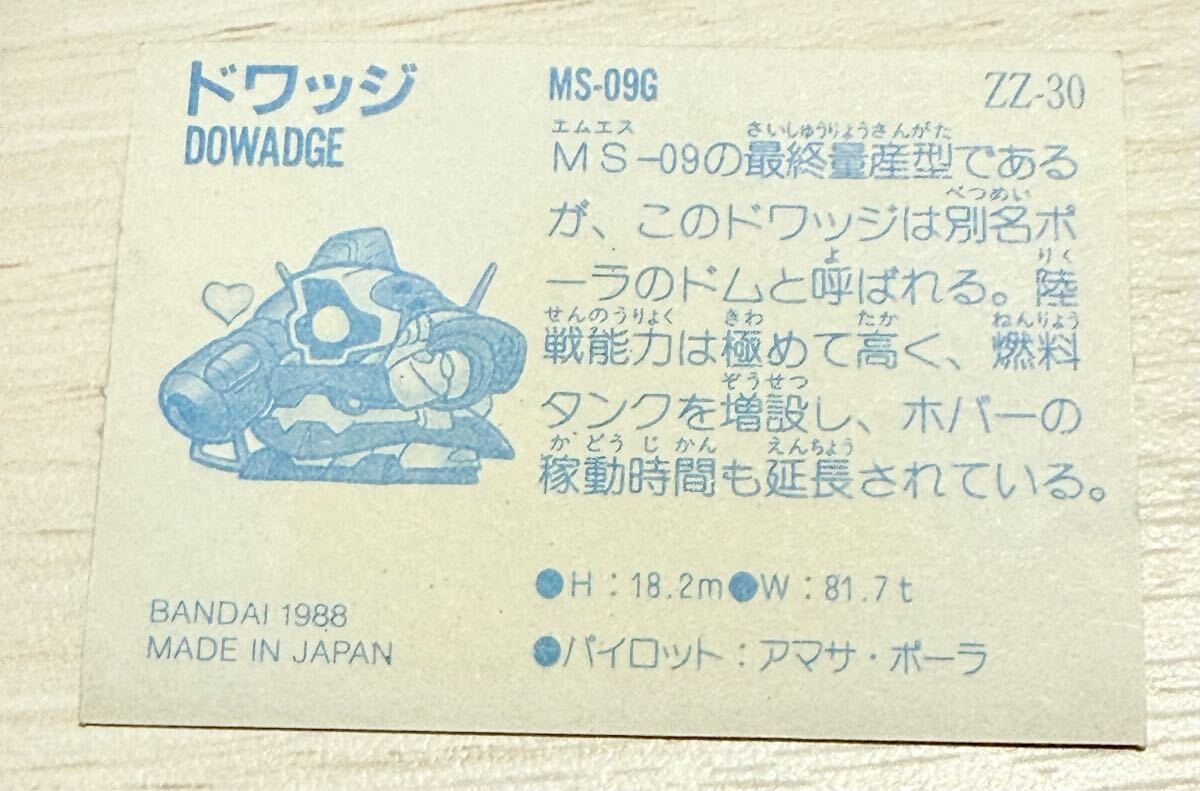 ドワッジ
DOWADGE
MS-09G
ZZ-30
エムエス さいしゅうりょうさんがた
MS-09の最終量産型である
べつめい
が、このドワッジは別名ポ
よ りく
ーラのドムと呼ばれる。陸
せんのうりょく きわ たか ねんりょう
戦能力は極めて高く、燃料
ぞうせつ
タンクを増設し、ホバーの
かどうじかん えんちょう
稼動時間も延長されている。
●H:18.2m●W:81.7t
●パイロット:アマサ・ポーラ
BANDAI 1988
MADE IN JAPAN